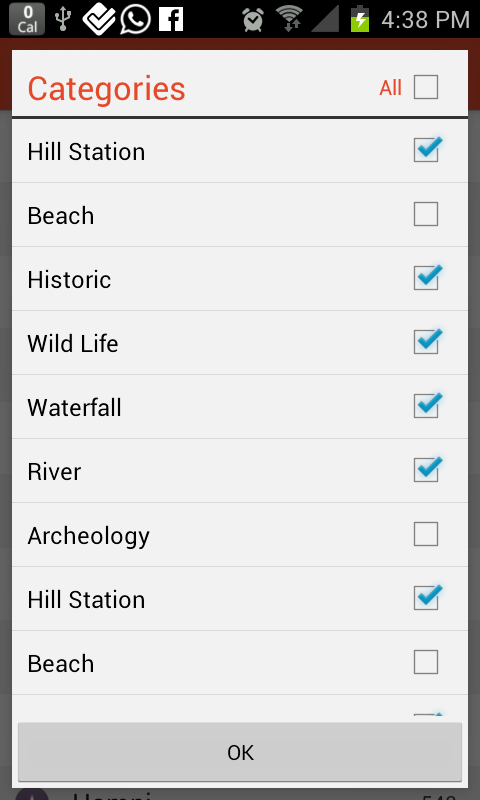 0
Cal
4:38 PM
Categories
All
Hill Station
Beach
Historic
Wild Life
Waterfall
River
Archeology
Hill Station
Beach
OK